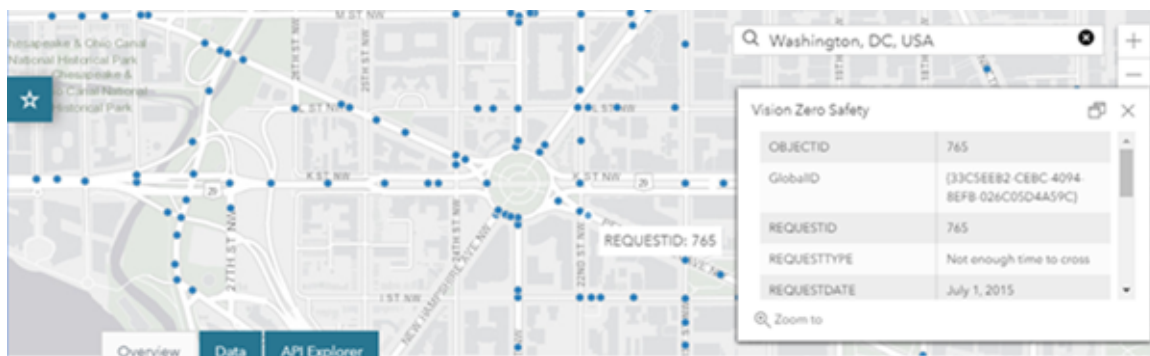 M ST NW
Chesapeake & Ohio Canal
National Historical Park
Chesapeake &
Ohio Canal National
Historical Park
26TH ST NW
25TH ST NW
L ST NW
L ST NW
K ST NW
29
K ST NW
29
27TH ST NW
24TH ST NW
NEW HAMPSHIRE AVE NW
22ND ST NW
I ST NW
REQUESTID: 765
Washington, DC, USA
Vision Zero Safety
OBJECTID 765
GlobalID {33C5EEB2-CEBC-4094-
8EFB-026C05D4A59C}
REQUESTID 765
REQUESTTYPE Not enough time to cross
REQUESTDATE July 1, 2015
Zoom to
Overview Data API Explorer